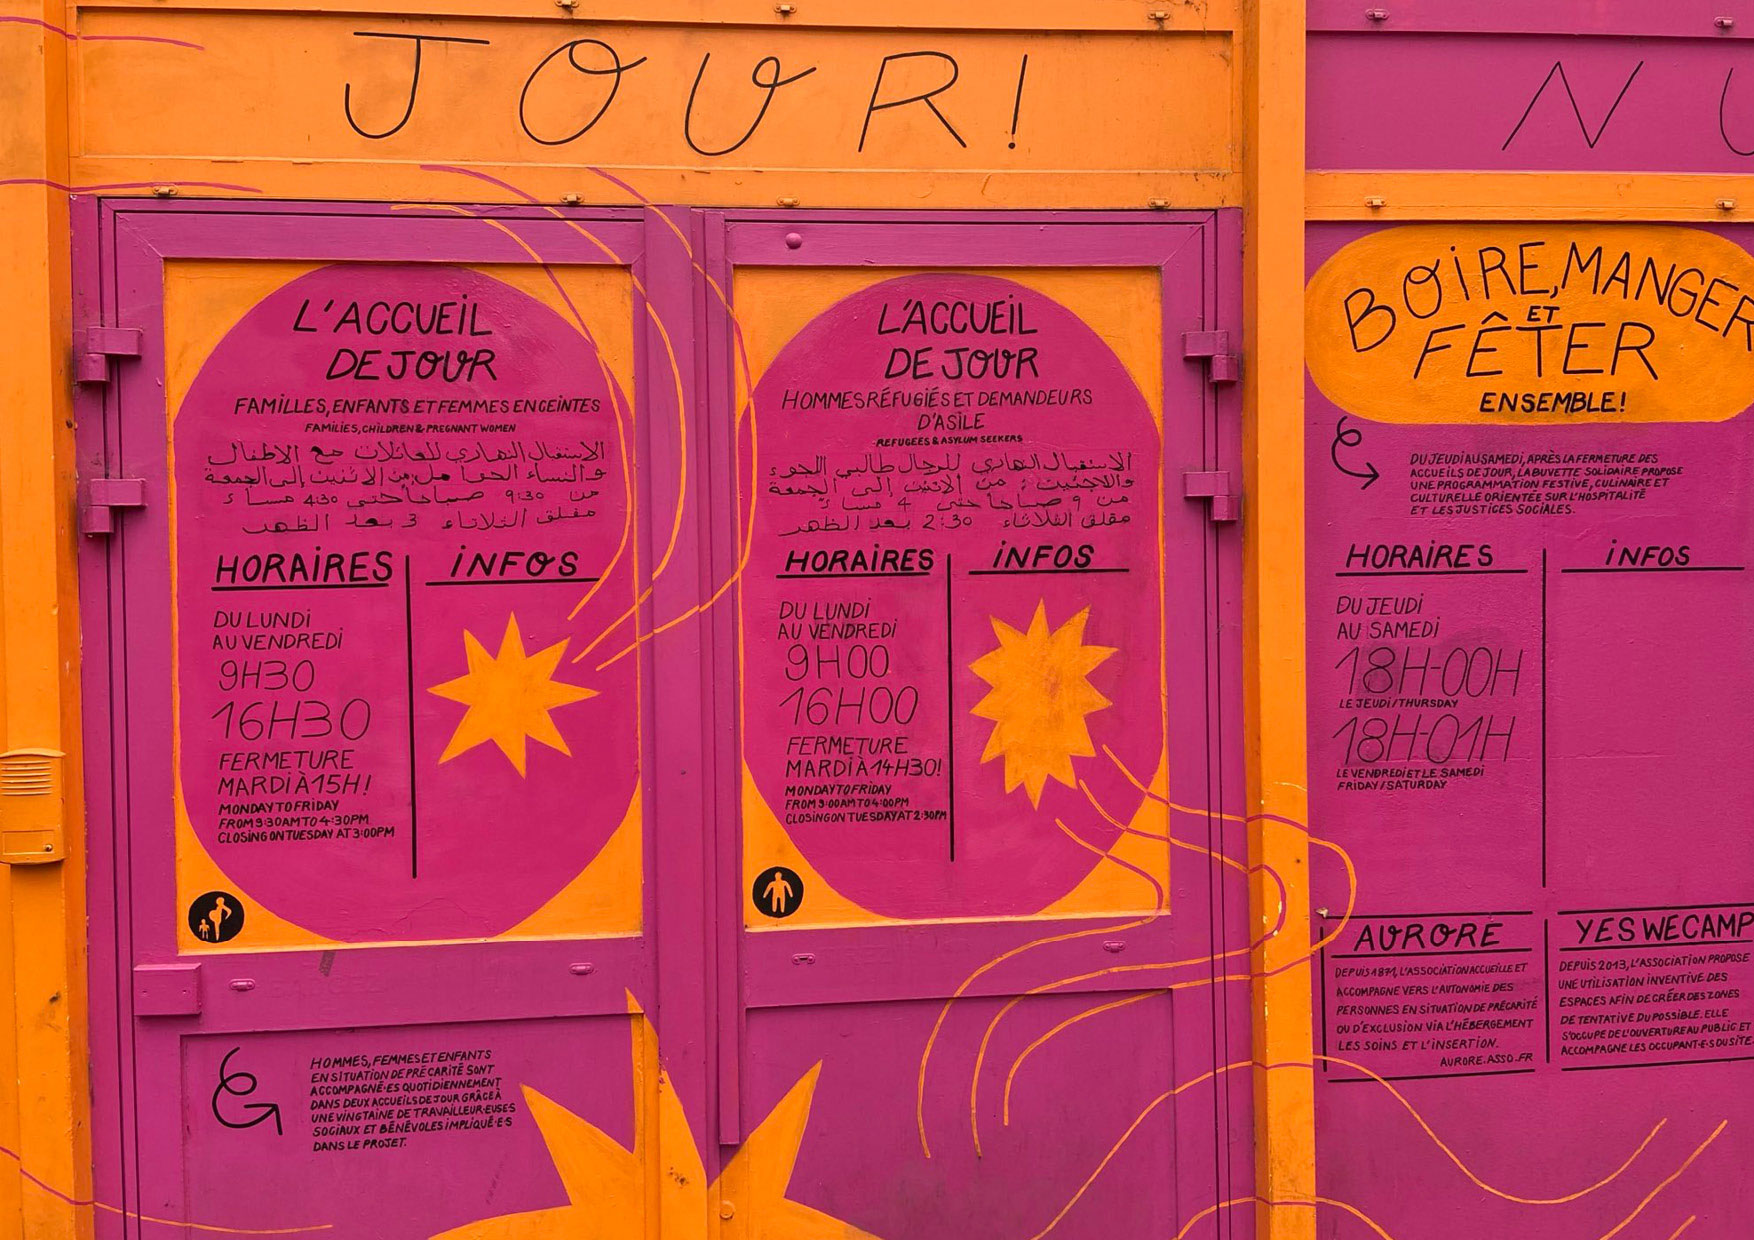 JOUR!
L'ACCUEIL
DE JOUR
FAMILLES, ENFANTS ET FEMMES ENCEINTES
FAMILIES, CHILDREN & PREGNANT WOMEN
الاستقبال النهاري للعائلات مع الاطفال
و النساء الحوامل من الاثنين إلى الجمعة
من 9:30 صباحا حتى 4:30 مساء
مغلق الثلاثاء 3 بعد الظهر
HORAIRES
DU LUNDI
AU VENDREDI
9H30
16H30
FERMETURE
MARDI À 15H!
MONDAY TO FRIDAY
FROM 9:30AM TO 4:30PM
CLOSING ON TUESDAY AT 3:00PM
INFOS
HOMMES, FEMMES ET ENFANTS
EN SITUATION DE PRÉCARITÉ SONT
ACCOMPAGNÉ·ES QUOTIDIENNEMENT
DANS DEUX ACCUEILS DE JOUR GRÂCE À
UNE VINGTAINE DE TRAVAILLEUR·EUSES
SOCIAUX ET BÉNÉVOLES IMPLIQUÉ·E·S
DANS LE PROJET.
L'ACCUEIL
DE JOUR
HOMMES RÉFUGIÉS ET DEMANDEURS
D'ASILE
REFUGEES & ASYLUM SEEKERS
الاستقبال النهاري للرجال طالبي اللجوء
واللاجئين : من الاثنين إلى الجمعة
من 9 صباحا حتى 4 مساء
مغلق الثلاثاء 2:30 بعد الظهر
HORAIRES
DU LUNDI
AU VENDREDI
9H00
16H00
FERMETURE
MARDI À 14H30!
MONDAY TO FRIDAY
FROM 9:00AM TO 4:00PM
CLOSING ON TUESDAY AT 2:30PM
INFOS
NU
BOIRE, MANGER
ET
FÊTER
ENSEMBLE!
DU JEUDI AU SAMEDI, APRÈS LA FERMETURE DES
ACCUEILS DE JOUR, LA BUVETTE SOLIDAIRE PROPOSE
UNE PROGRAMMATION FESTIVE, CULINAIRE ET
CULTURELLE ORIENTÉE SUR L'HOSPITALITÉ
ET LES JUSTICES SOCIALES.
HORAIRES
DU JEUDI
AU SAMEDI
18H-00H
LE JEUDI/THURSDAY
18H-01H
LE VENDREDI ET LE SAMEDI
FRIDAY/SATURDAY
INFOS
AURORE
DEPUIS 1871, L'ASSOCIATION ACCUEILLE ET
ACCOMPAGNE VERS L'AUTONOMIE DES
PERSONNES EN SITUATION DE PRÉCARITÉ
OU D'EXCLUSION VIA L'HÉBERGEMENT
LES SOINS ET L'INSERTION.
AURORE.ASSO.FR
YES WE CAMP
DEPUIS 2013, L'ASSOCIATION PROPOSE
UNE UTILISATION INVENTIVE DES
ESPACES AFIN DE CRÉER DES ZONES
DE TENTATIVE DU POSSIBLE. ELLE
S'OCCUPE DE L'OUVERTURE AU PUBLIC ET
ACCOMPAGNE LES OCCUPANT·E·S DU SITE.